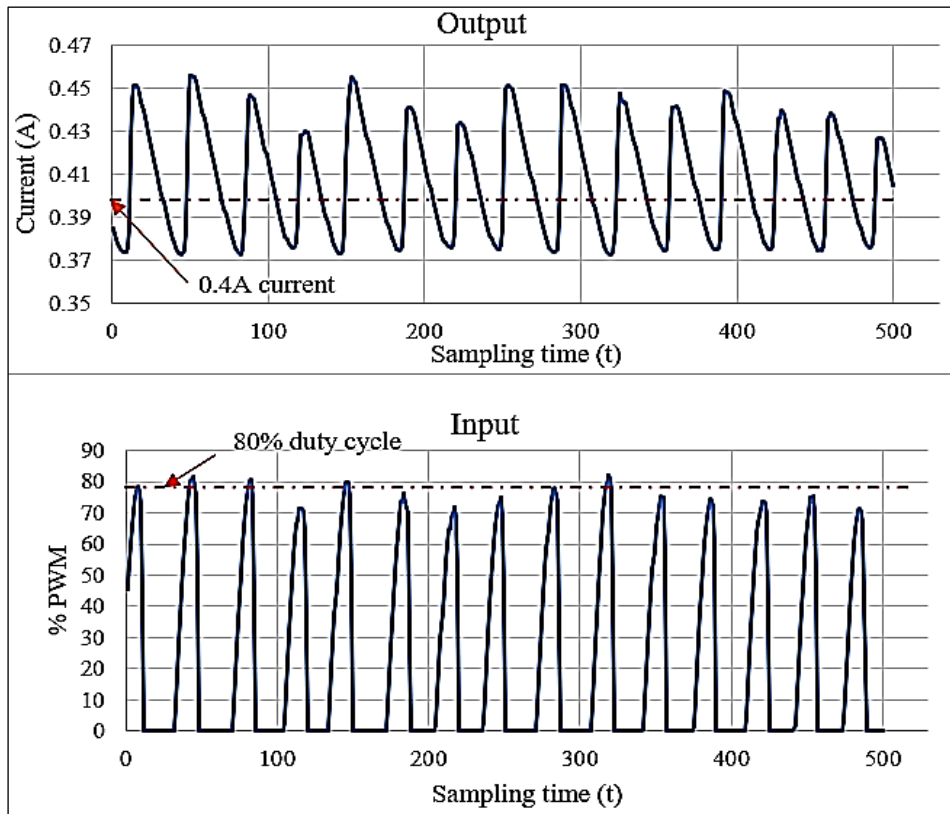 Output
Current (A)
0.47
0.45
0.43
0.41
0.39
0.37
0.35
0.4A current
0 100 200 300 400 500
Sampling time (t)
Input
80% duty cycle
% PWM
90
80
70
60
50
40
30
20
10
0
0 100 200 300 400 500
Sampling time (t)